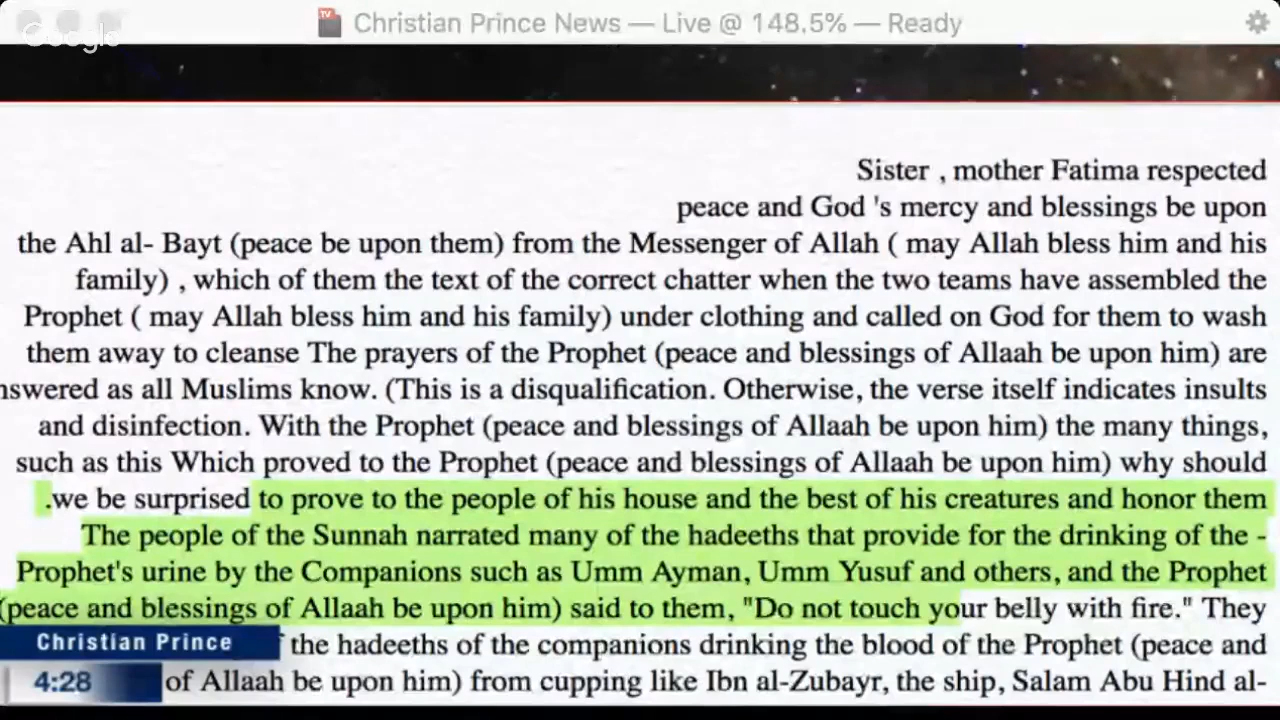 Google
Christian Prince News — Live @ 148.5% — Ready
Sister , mother Fatima respected
peace and God 's mercy and blessings be upon
the Ahl al- Bayt (peace be upon them) from the Messenger of Allah ( may Allah bless him and his
family) , which of them the text of the correct chatter when the two teams have assembled the
Prophet ( may Allah bless him and his family) under clothing and called on God for them to wash
them away to cleanse The prayers of the Prophet (peace and blessings of Allaah be upon him) are
nswered as all Muslims know. (This is a disqualification. Otherwise, the verse itself indicates insults
and disinfection. With the Prophet (peace and blessings of Allaah be upon him) the many things,
such as this Which proved to the Prophet (peace and blessings of Allaah be upon him) why should
.we be surprised to prove to the people of his house and the best of his creatures and honor them
The people of the Sunnah narrated many of the hadeeths that provide for the drinking of the -
Prophet's urine by the Companions such as Umm Ayman, Umm Yusuf and others, and the Prophet
(peace and blessings of Allaah be upon him) said to them, "Do not touch your belly with fire." They
the hadeeths of the companions drinking the blood of the Prophet (peace and
of Allaah be upon him) from cupping like Ibn al-Zubayr, the ship, Salam Abu Hind al-
Christian Prince
4:28